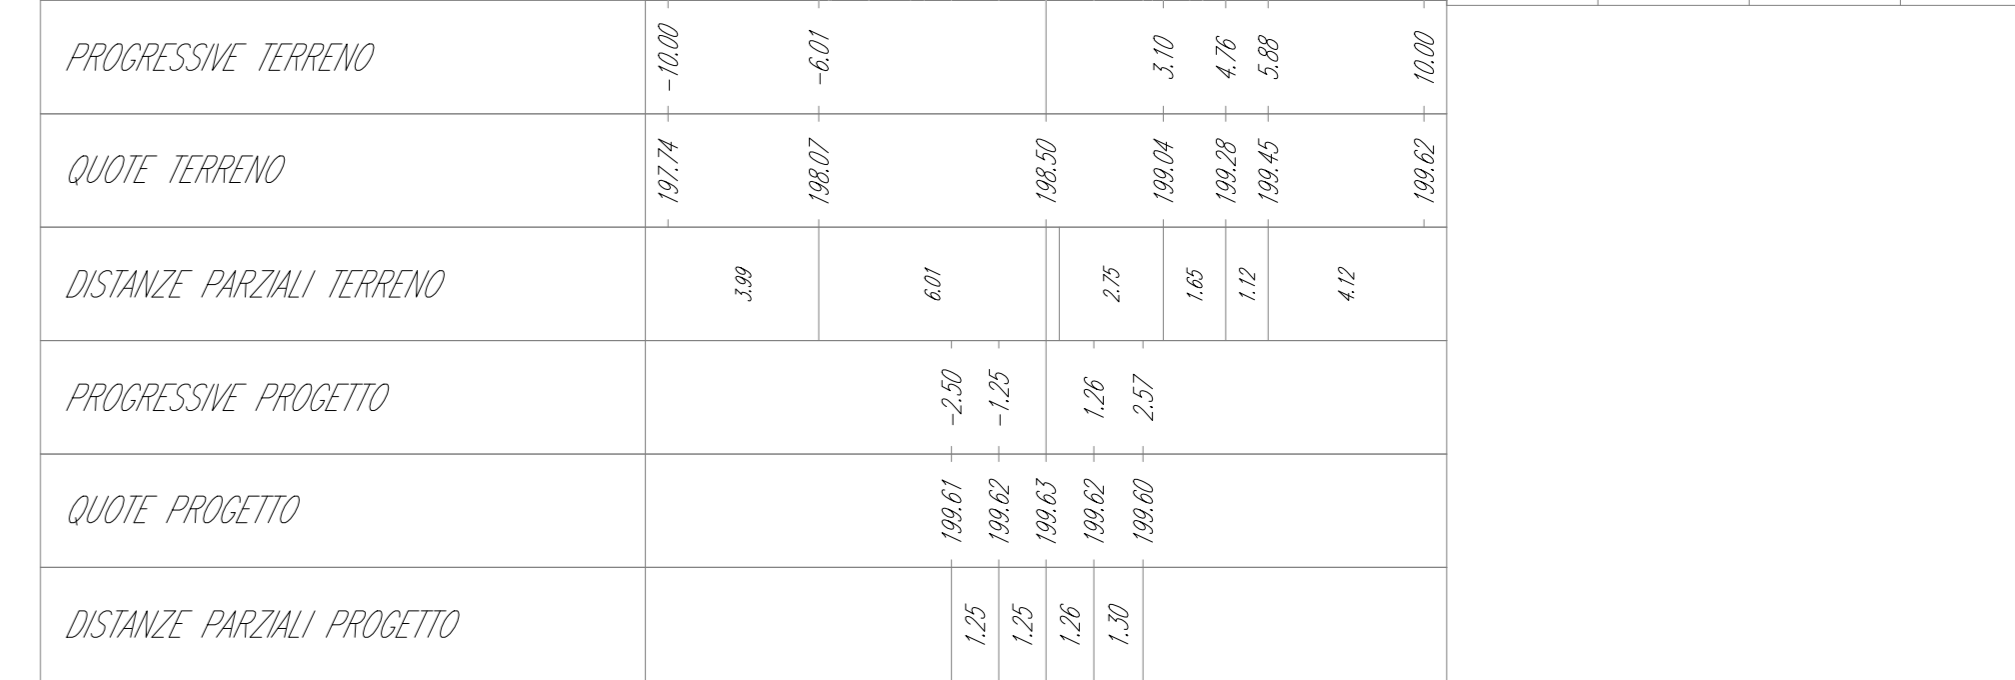 PROGRESSIVE TERRENO -10.00 -6.01 3.10 4.76 5.88 10.00
QUOTE TERRENO 197.74 198.07 198.50 199.04 199.28 199.45 199.62
DISTANZE PARZIALI TERRENO 3.99 6.01 2.75 1.65 1.12 4.12
PROGRESSIVE PROGETTO -2.50 -1.25 1.26 2.57
QUOTE PROGETTO 199.61 199.62 199.63 199.62 199.60
DISTANZE PARZIALI PROGETTO 1.25 1.25 1.26 1.30